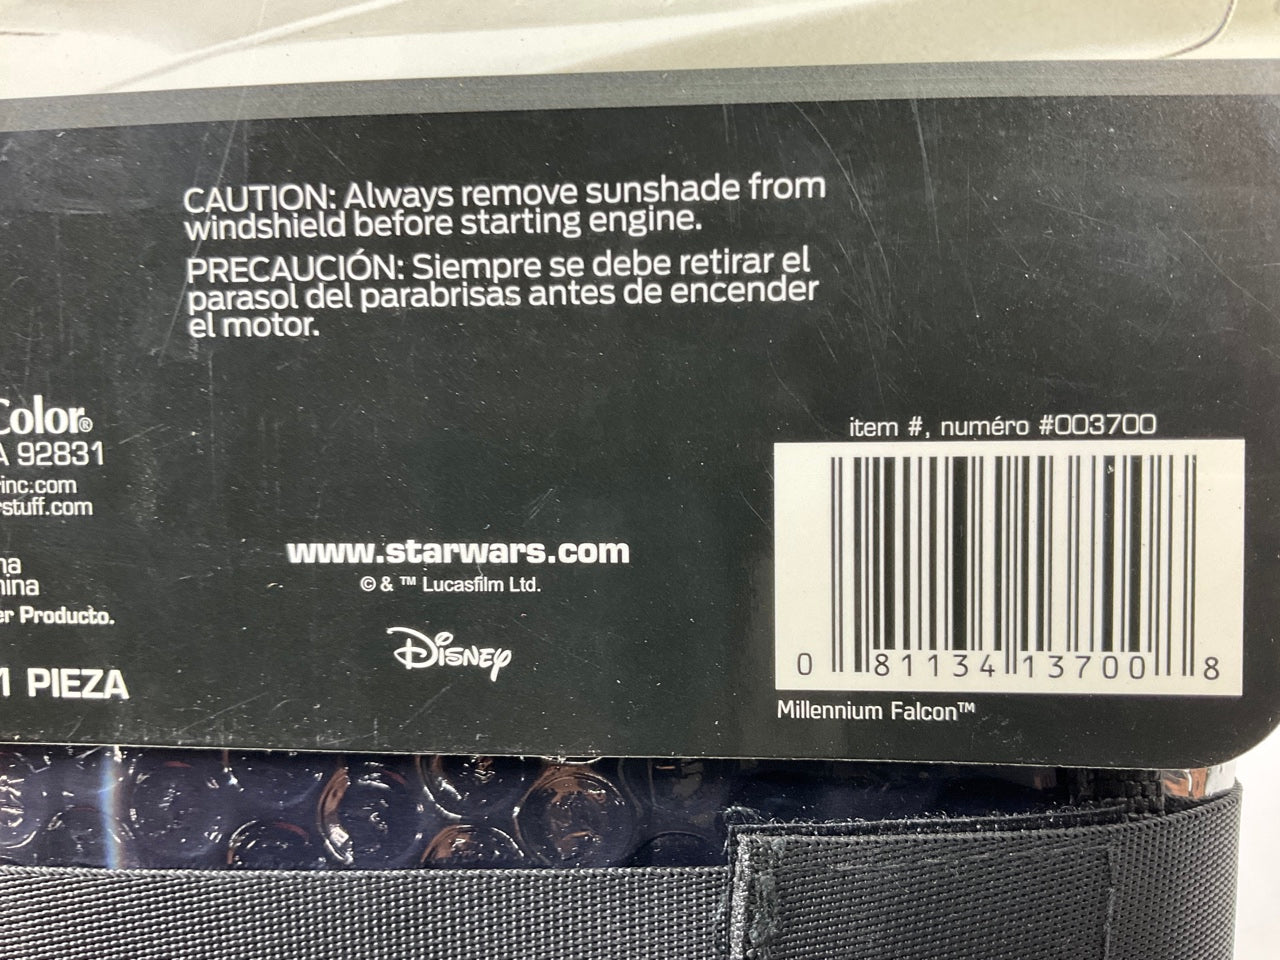 CAUTION: Always remove sunshade from
windshield before starting engine.
PRECAUCIÓN: Siempre se debe retirar el
parasol del parabrisas antes de encender
el motor.
Color®
A 92831
inc.com
stuff.com
na
hina
er Producto.
1 PIEZA
www.starwars.com
© & ™ Lucasfilm Ltd.
Disney
item #, numéro #003700
0 81134 13700 8
Millennium Falcon™